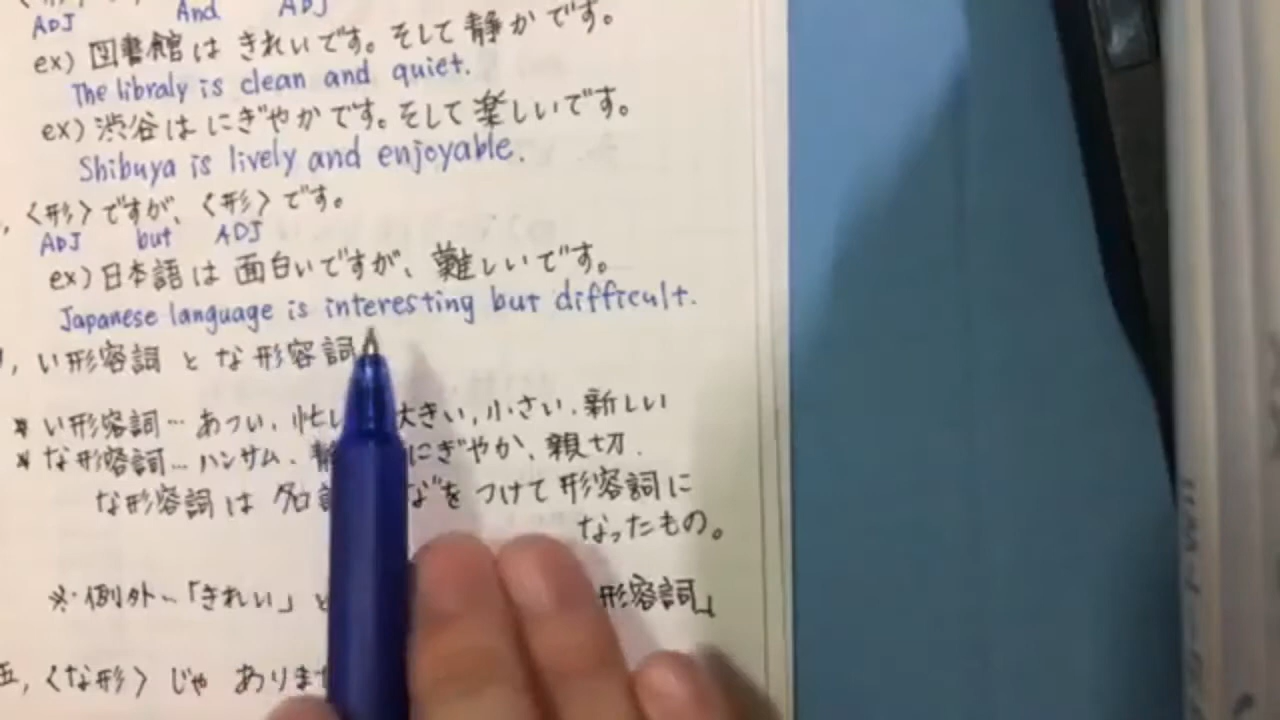 ADJ And ADJ
ex) 図書館は きれいです。そして 静かです。
The libraly is clean and quiet.
ex) 渋谷は にぎやかです。そして 楽しいです。
Shibuya is lively and enjoyable.
〈形〉ですが、〈形〉です。
ADJ but ADJ
ex) 日本語は 面白いですが、難しいです。
Japanese language is interesting but difficult.
い形容詞 と な形容詞
* い形容詞… あつい、忙し 大きい, 小さい. 新しい
* な形容詞… ハンサム、静 にぎやか、親切.
な形容詞は 名 な"を つけて 形容詞に
なったもの。
※ 例外~「きれい」と 形容詞」
五,〈な形〉じゃ ありませ